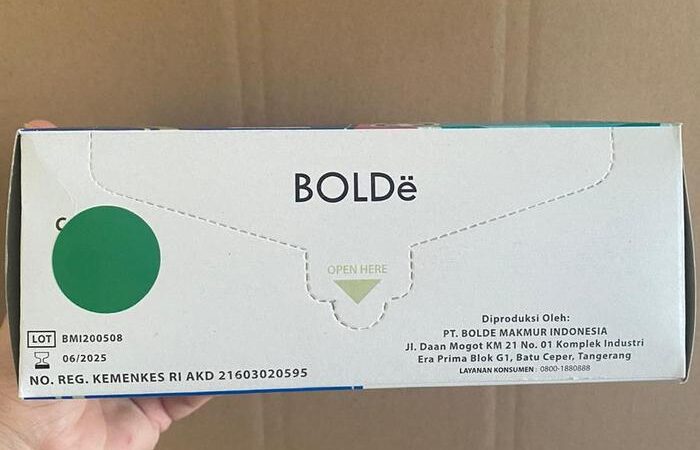 BOLDë
OPEN HERE
LOT BMI200508
06/2025
NO. REG. KEMENKES RI AKD 21603020595
Diproduksi Oleh:
PT. BOLDE MAKMUR INDONESIA
Jl. Daan Mogot KM 21 No. 01 Komplek Industri
Era Prima Blok G1, Batu Ceper, Tangerang
LAYANAN KONSUMEN : 0800-1880888